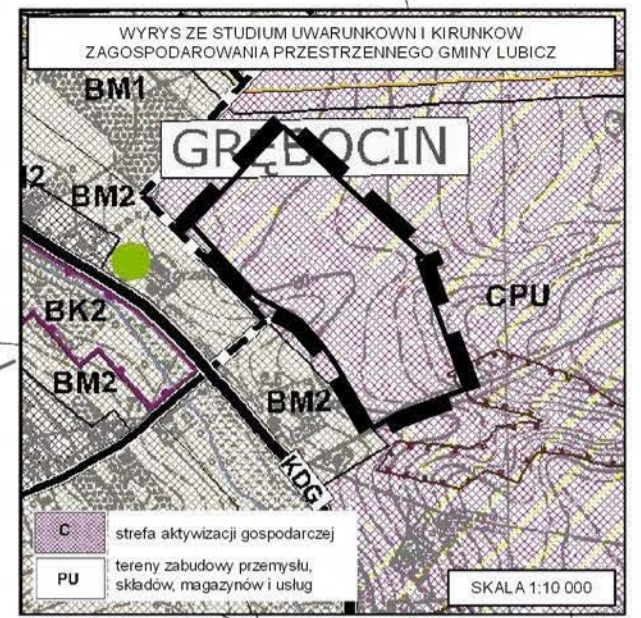 WYRYS ZE STUDIUM UWARUNKOWN I KIRUNKOW
ZAGOSPODAROWANIA PRZESTRZENNEGO GMINY LUBICZ
BM1
GRĘBOCIN
BM2
CPU
BK2
BM2
BM2
KDG
C strefa aktywizacji gospodarczej
PU tereny zabudowy przemysłu,
składów, magazynów i usług
SKALA 1:10 000